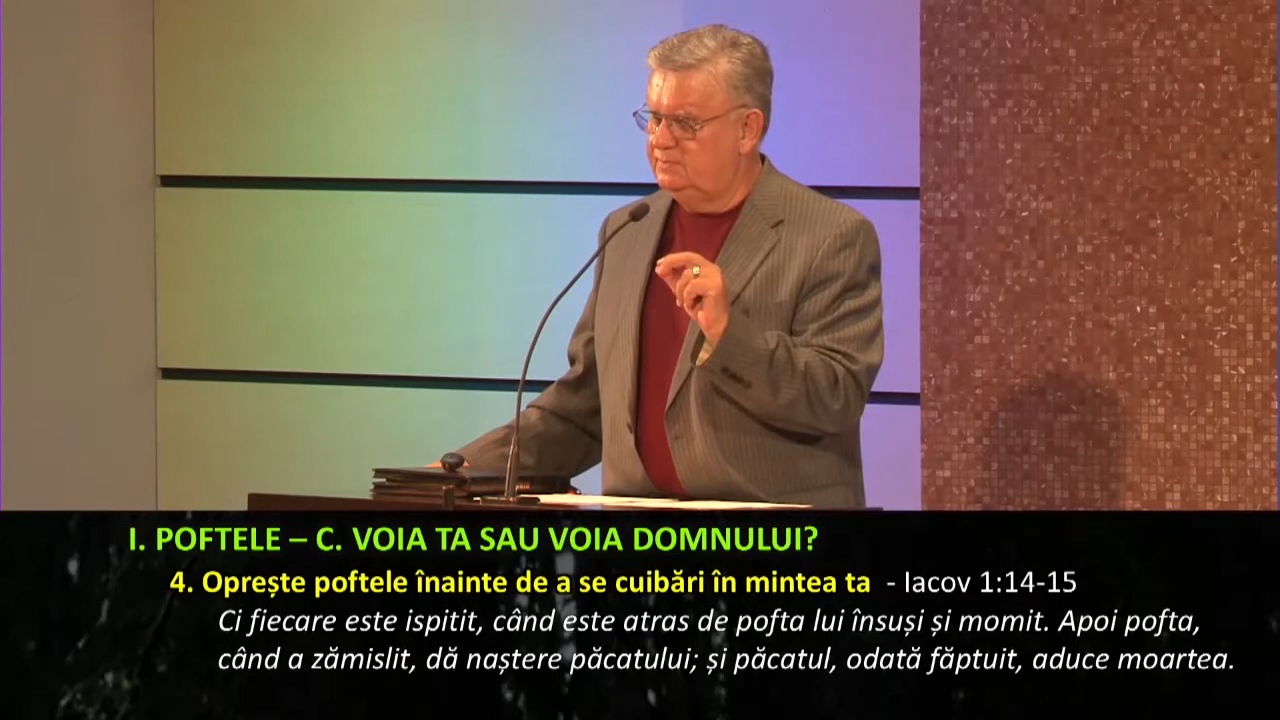 I. POFTELE – C. VOIA TA SAU VOIA DOMNULUI?
4. Oprește poftele înainte de a se cuibări în mintea ta - Iacov 1:14-15
Ci fiecare este ispitit, când este atras de pofta lui însuși și momit. Apoi pofta,
când a zămislit, dă naștere păcatului; și păcatul, odată făptuit, aduce moartea.